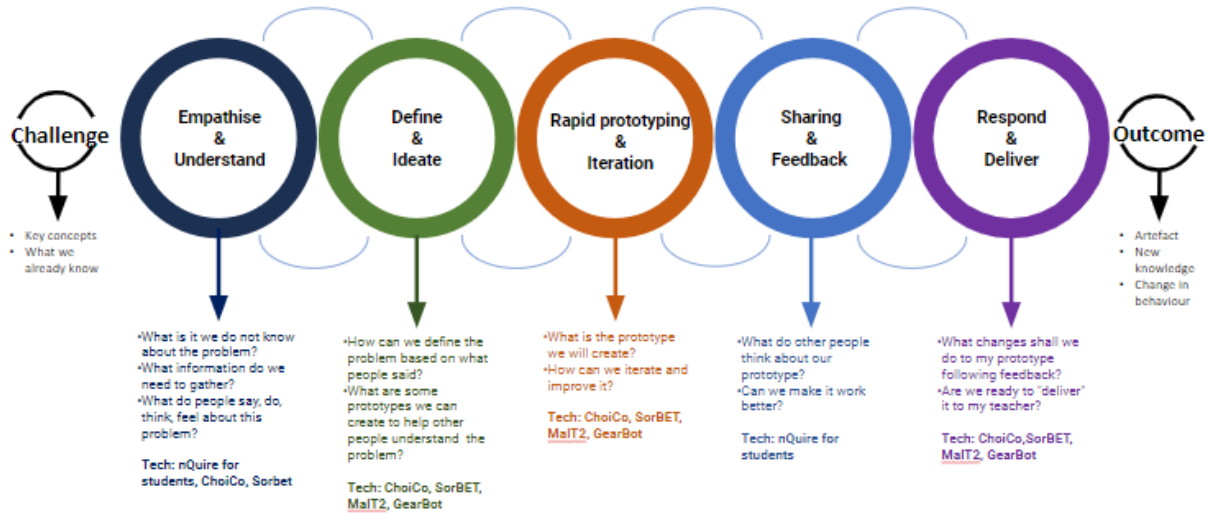 Challenge
• Key concepts
• What we
already know
Empathise
&
Understand
•What is it we do not know
about the problem?
•What information do we
need to gather?
•What do people say, do,
think, feel about this
problem?
Tech: nQuire for
students, ChoiCo, Sorbet
Define
&
Ideate
•How can we define the
problem based on what
people said?
•What are some
prototypes we can
create to help other
people understand the
problem?
Tech: ChoiCo, SorBET,
MaIT2, GearBot
Rapid prototyping
&
Iteration
•What is the prototype
we will create?
•How can we iterate and
improve it?
Tech: ChoiCo, SorBET,
MaIT2, GearBot
Sharing
&
Feedback
•What do other people
think about our
prototype?
•Can we make it work
better?
Tech: nQuire for
students
Respond
&
Deliver
•What changes shall we
do to my prototype
following feedback?
•Are we ready to "deliver"
it to my teacher?
Tech: ChoiCo,SorBET,
MaIT2, GearBot
Outcome
• Artefact
• New
knowledge
• Change in
behaviour